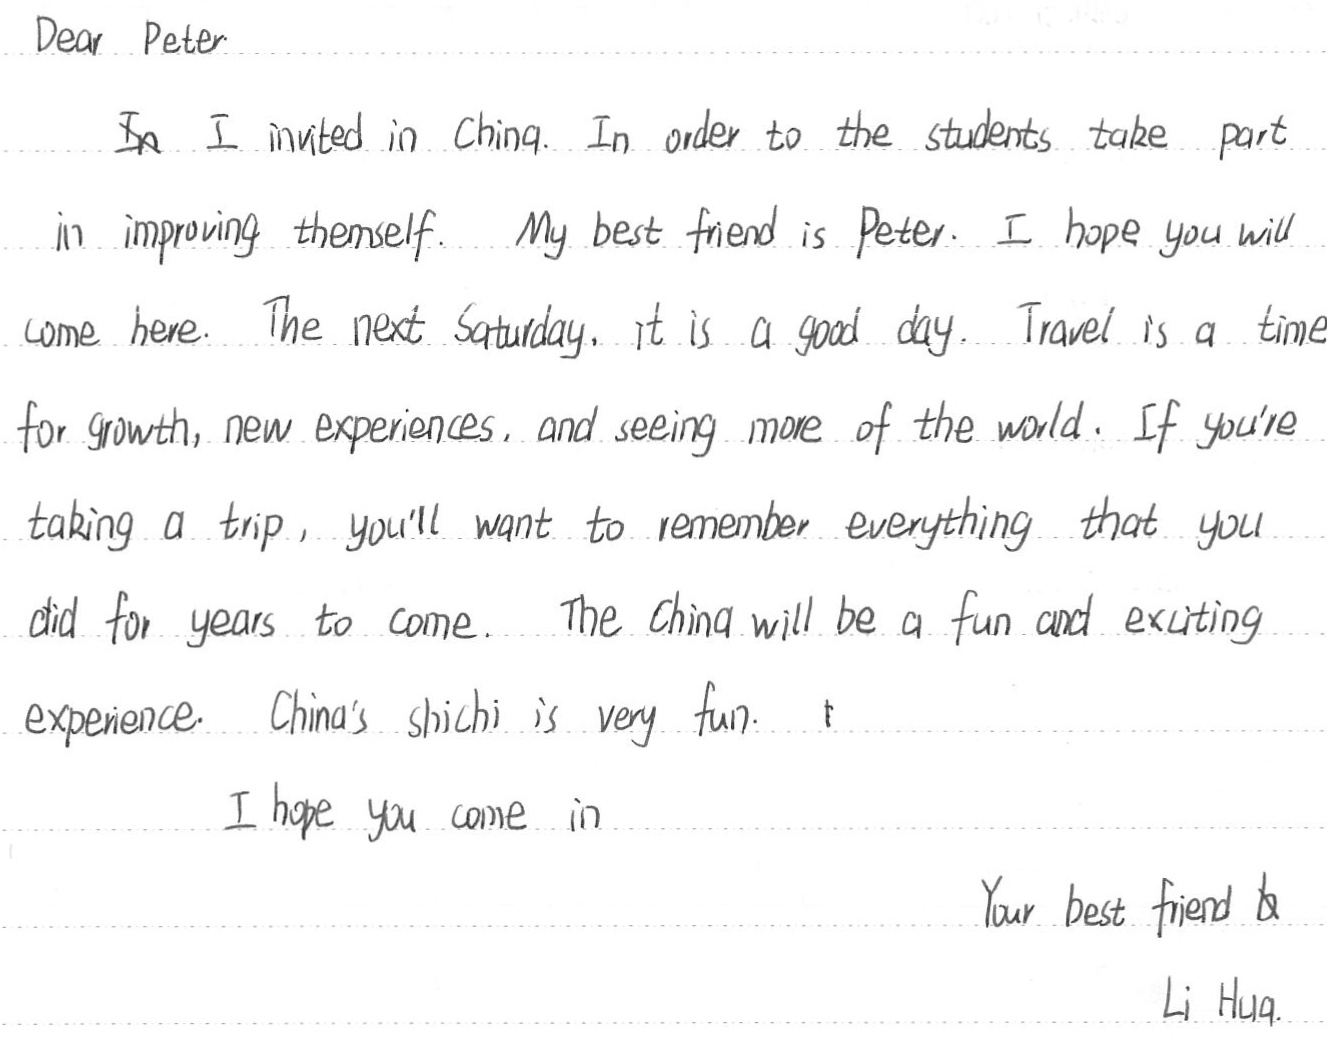 Dear Peter
I invited in China. In order to the students take part
in improving themself. My best friend is Peter. I hope you will
come here. The next Saturday, it is a good day. Travel is a time
for growth, new experiences, and seeing more of the world. If you're
taking a trip, you'll want to remember everything that you
did for years to come. The China will be a fun and exciting
experience. China's shichi is very fun.
I hope you come in
Your best friend
Li Hua.